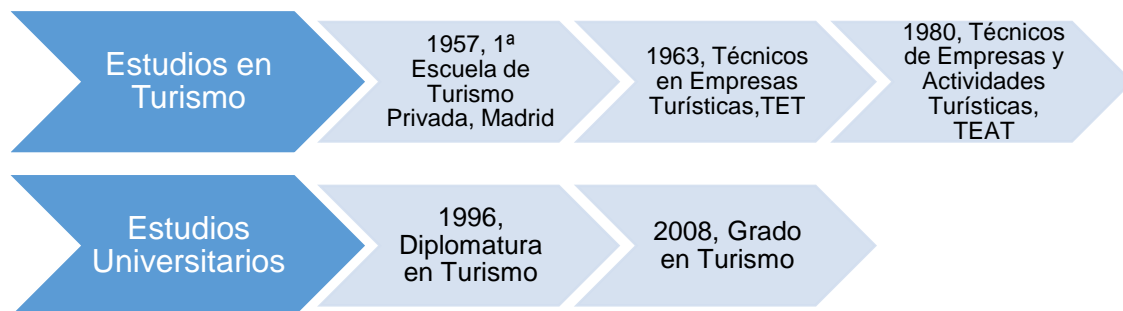 Estudios en
Turismo
1957, 1ª
Escuela de
Turismo
Privada, Madrid
1963, Técnicos
en Empresas
Turísticas,TET
1980, Técnicos
de Empresas y
Actividades
Turísticas,
TEAT
Estudios
Universitarios
1996,
Diplomatura
en Turismo
2008, Grado
en Turismo